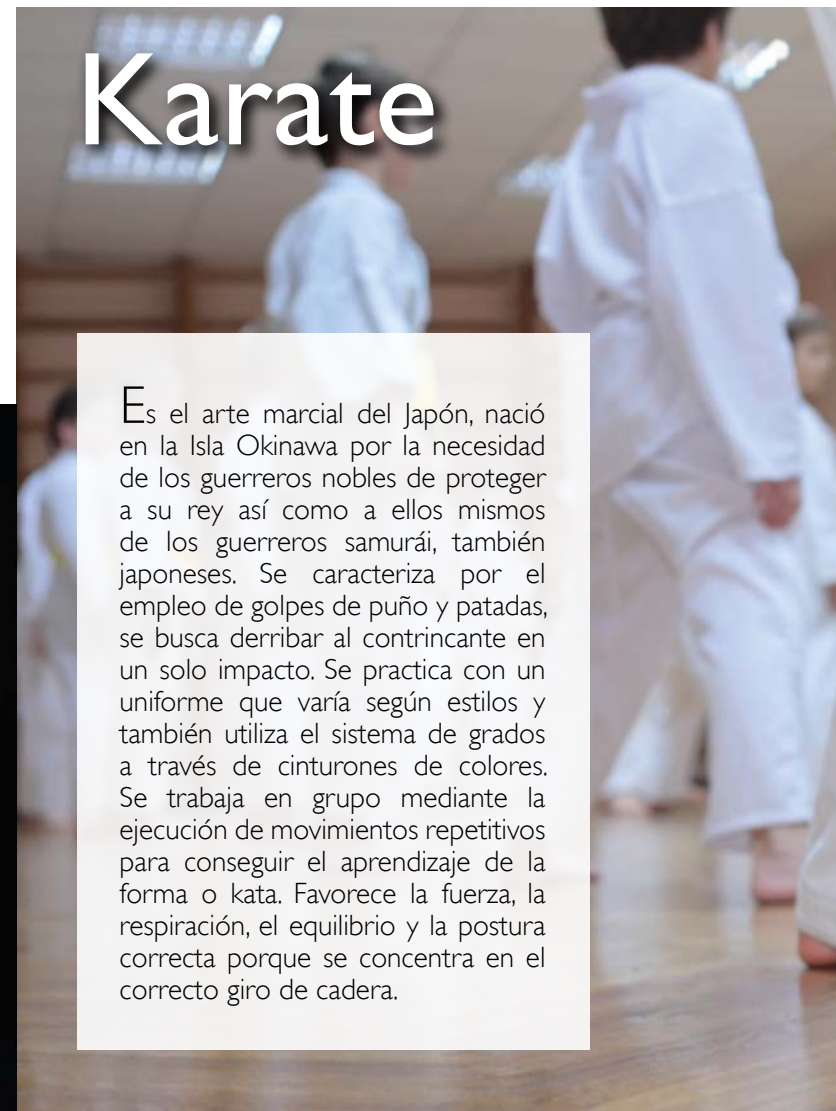 Karate
Es el arte marcial del Japón, nació
en la Isla Okinawa por la necesidad
de los guerreros nobles de proteger
a su rey así como a ellos mismos
de los guerreros samurái, también
japoneses. Se caracteriza por el
empleo de golpes de puño y patadas,
se busca derribar al contrincante en
un solo impacto. Se practica con un
uniforme que varía según estilos y
también utiliza el sistema de grados
a través de cinturones de colores.
Se trabaja en grupo mediante la
ejecución de movimientos repetitivos
para conseguir el aprendizaje de la
forma o kata. Favorece la fuerza, la
respiración, el equilibrio y la postura
correcta porque se concentra en el
correcto giro de cadera.